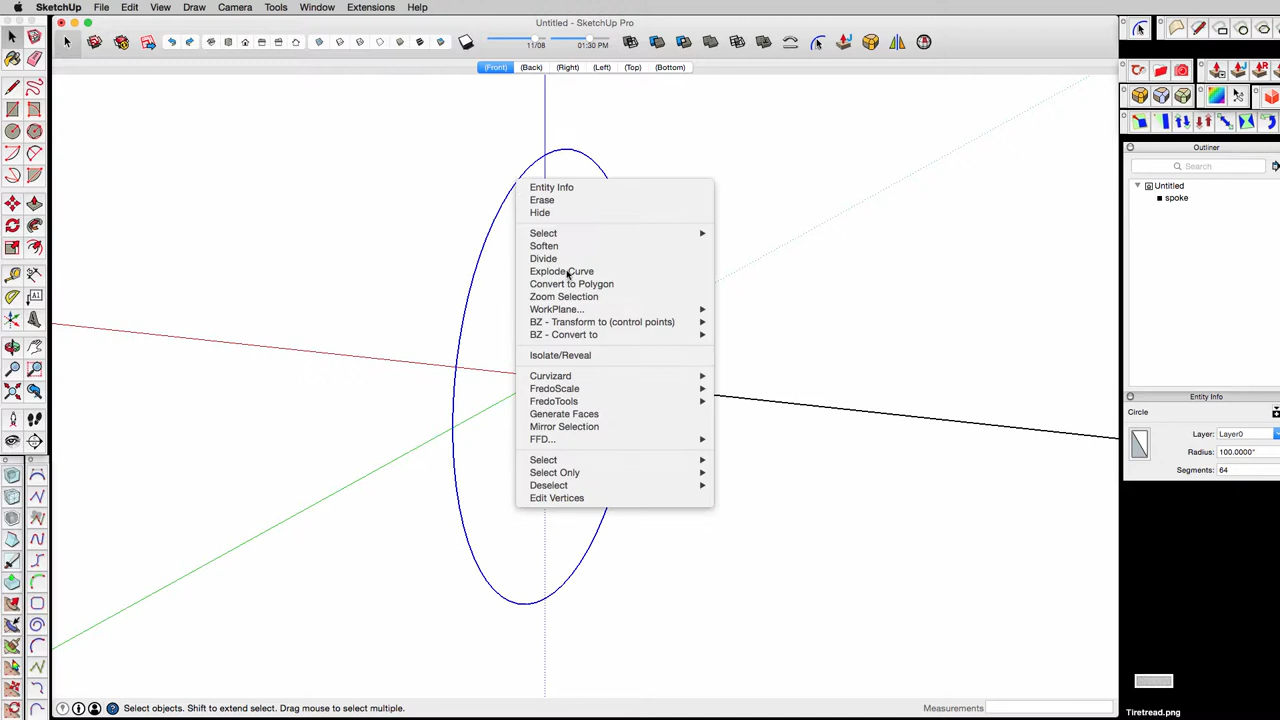 SketchUp File Edit View Draw Camera Tools Window Extensions Help
Untitled - SketchUp Pro
11/08 01:30 PM
(Front) (Back) (Right) (Left) (Top) (Bottom)
Outliner
Search
Untitled
spoke
Entity Info
Erase
Hide
Select
Soften
Divide
Explode Curve
Convert to Polygon
Zoom Selection
WorkPlane...
BZ - Transform to (control points)
BZ - Convert to
Isolate/Reveal
Curvizard
FredoScale
FredoTools
Generate Faces
Mirror Selection
FFD...
Select
Select Only
Deselect
Edit Vertices
Entity Info
Circle
Layer: Layer0
Radius: 100.0000"
Segments: 64
Select objects. Shift to extend select. Drag mouse to select multiple.
Measurements
Tiretread.png